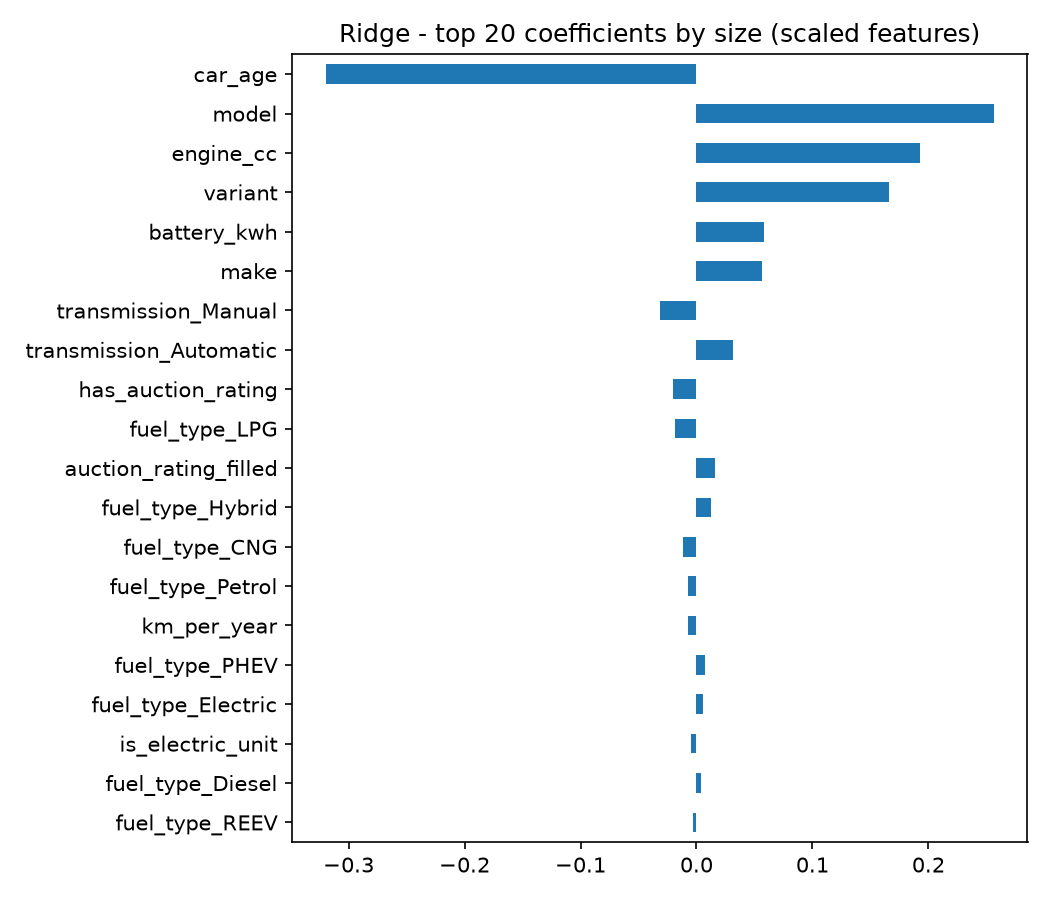 Ridge - top 20 coefficients by size (scaled features)
car_age
model
engine_cc
variant
battery_kwh
make
transmission_Manual
transmission_Automatic
has_auction_rating
fuel_type_LPG
auction_rating_filled
fuel_type_Hybrid
fuel_type_CNG
fuel_type_Petrol
km_per_year
fuel_type_PHEV
fuel_type_Electric
is_electric_unit
fuel_type_Diesel
fuel_type_REEV
−0.3 −0.2 −0.1 0.0 0.1 0.2